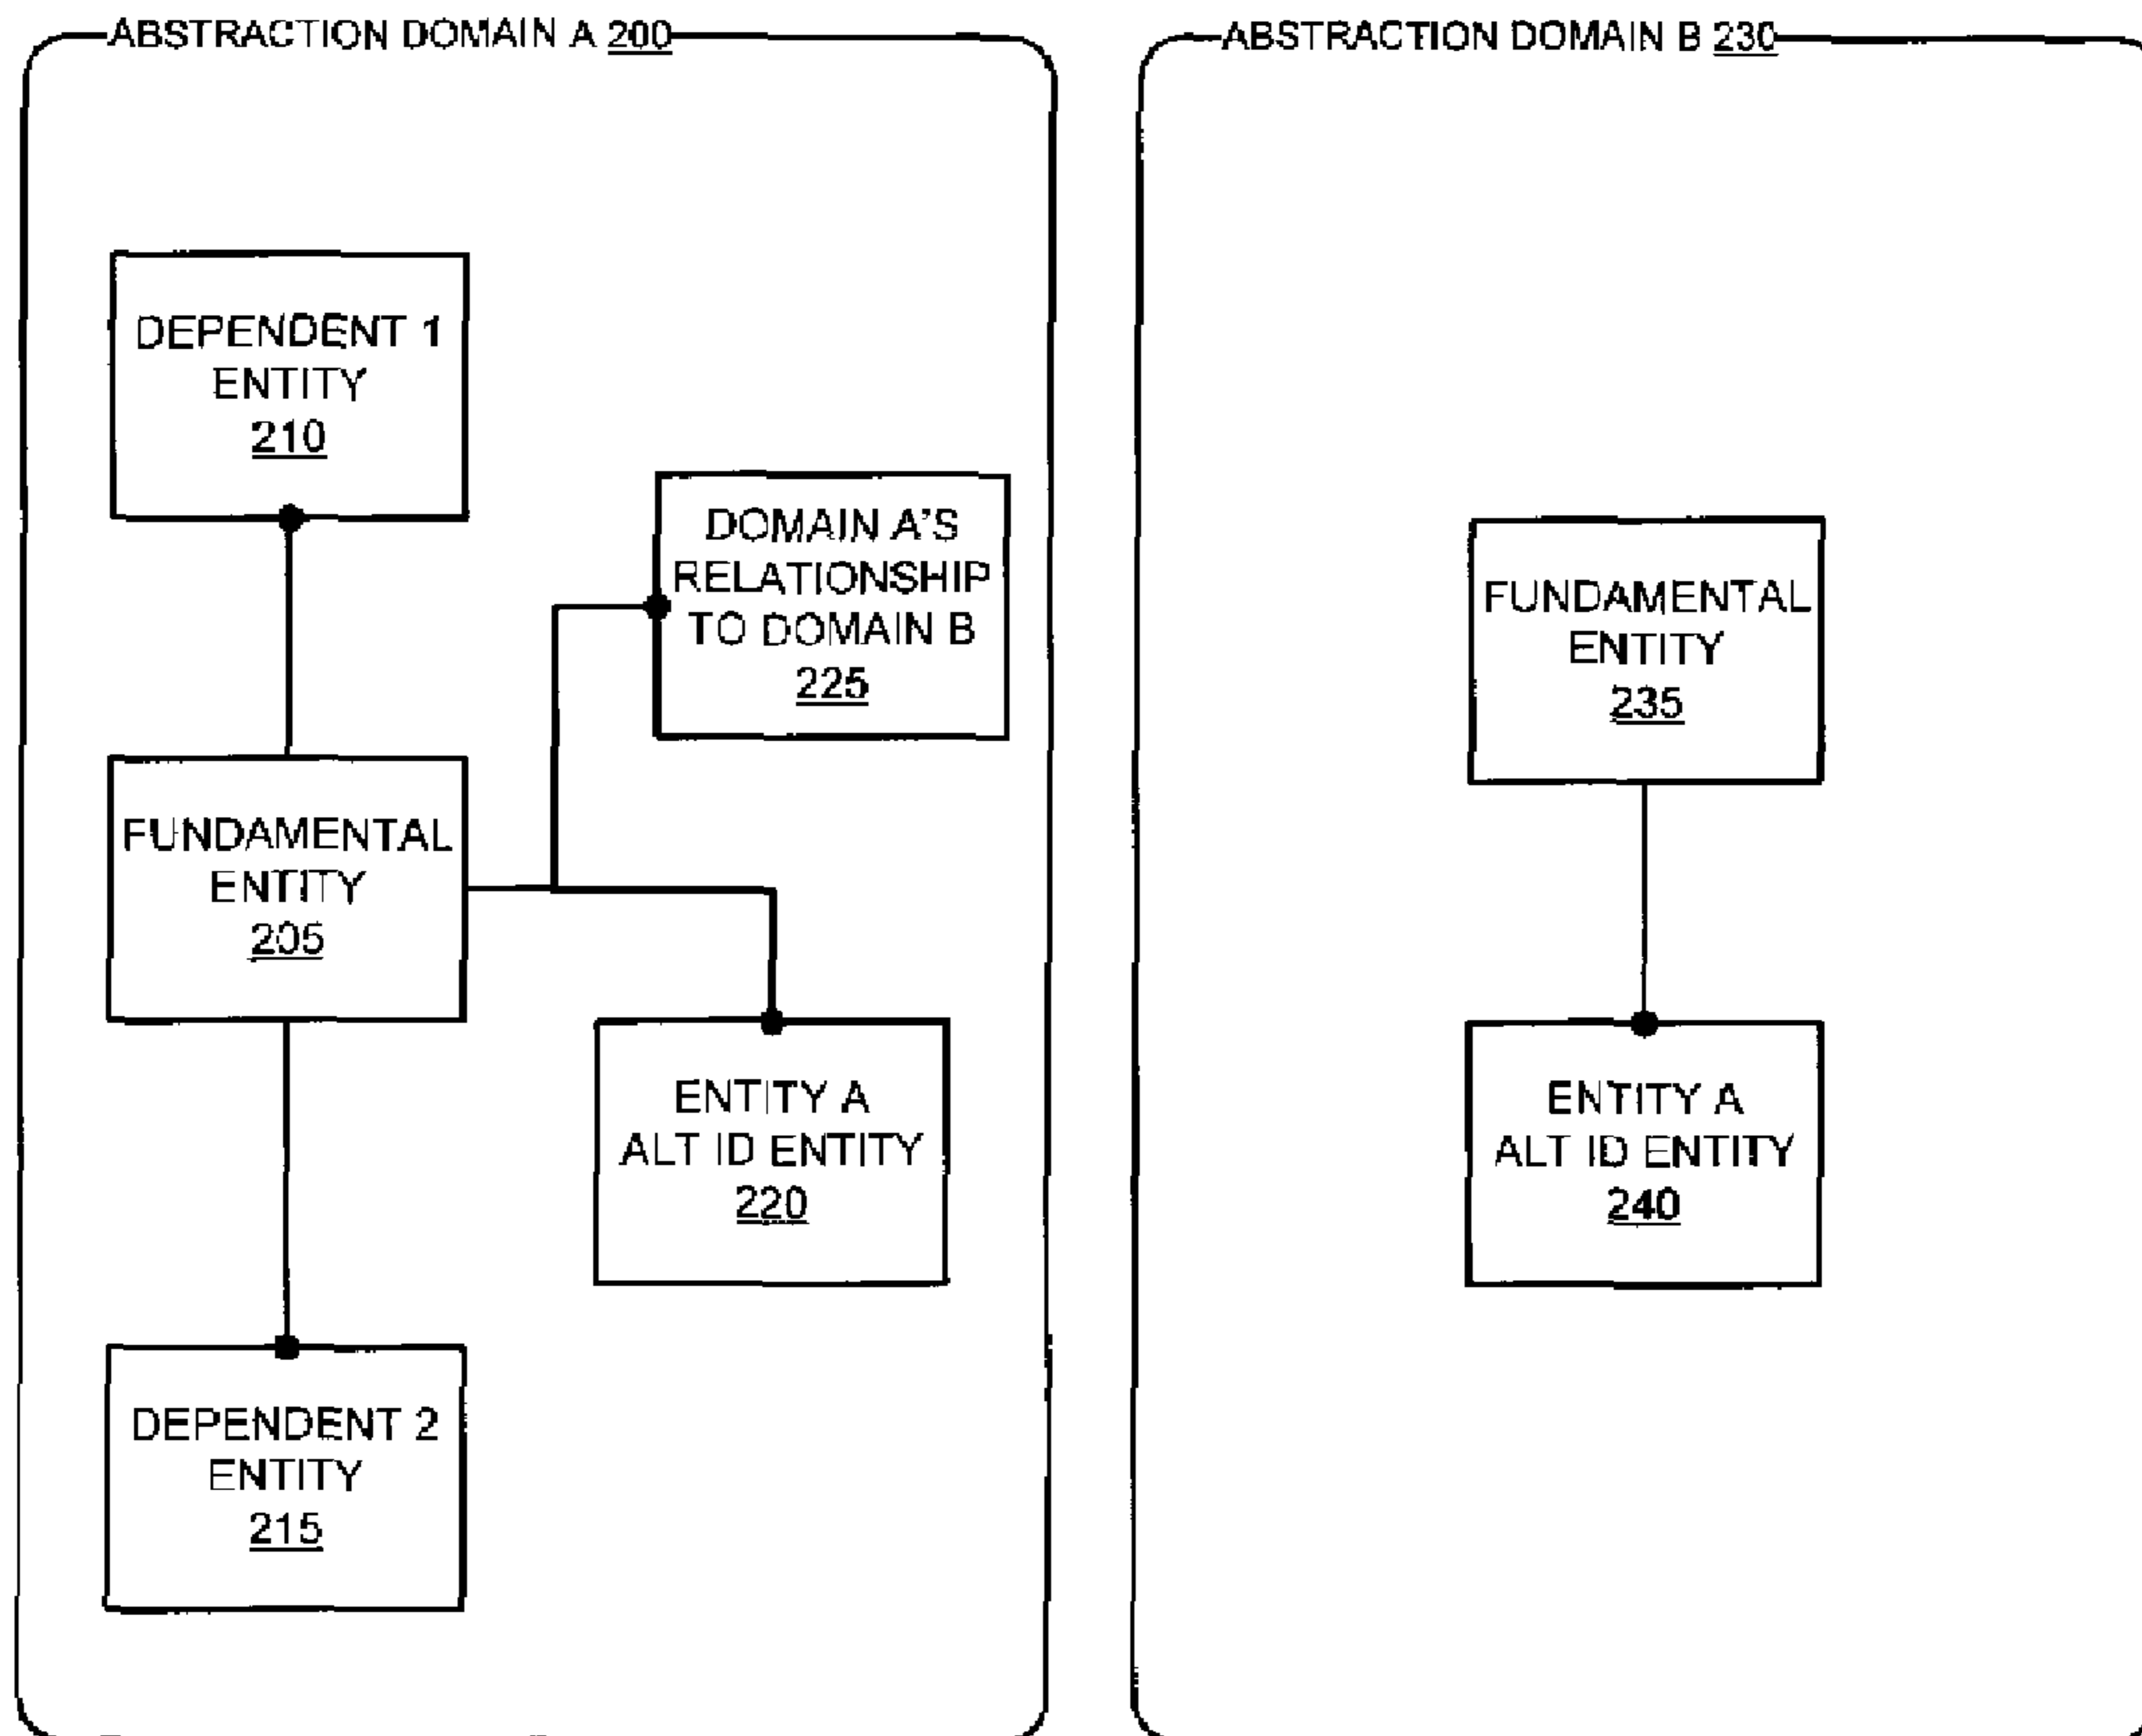 ABSTRACTION DOMAIN A 200
DEPENDENT 1
ENTITY
210
DOMAIN A'S
RELATIONSHIP
TO DOMAIN B
225
FUNDAMENTAL
ENTITY
205
ENTITY A
ALT ID ENTITY
220
DEPENDENT 2
ENTITY
215
ABSTRACTION DOMAIN B 230
FUNDAMENTAL
ENTITY
235
ENTITY A
ALT ID ENTITY
240